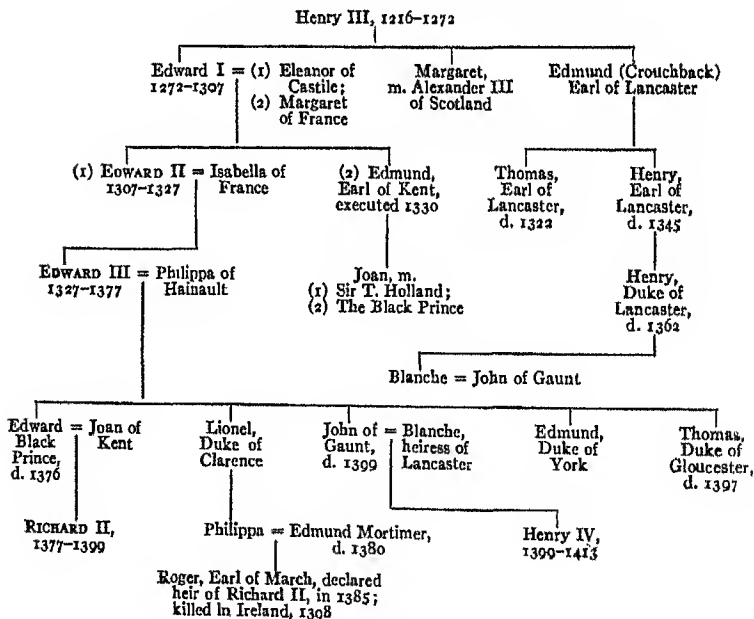 Henry III, 1216–1272
Edward I = (1) Eleanor of
1272–1307 Castile;
(2) Margaret
of France
Margaret,
m. Alexander III
of Scotland
Edmund (Crouchback)
Earl of Lancaster
(1) EDWARD II = Isabella of
1307–1327 France
(2) Edmund,
Earl of Kent,
executed 1330
Thomas,
Earl of
Lancaster,
d. 1322
Henry,
Earl of
Lancaster,
d. 1345
EDWARD III = Philippa of
1327–1377 Hainault
Joan, m.
(1) Sir T. Holland;
(2) The Black Prince
Henry,
Duke of
Lancaster,
d. 1362
Blanche = John of Gaunt
Edward = Joan of
Black Kent
Prince,
d. 1376
Lionel,
Duke of
Clarence
John of = Blanche,
Gaunt, heiress of
d. 1399 Lancaster
Edmund,
Duke of
York
Thomas,
Duke of
Gloucester,
d. 1397
RICHARD II,
1377–1399
Philippa = Edmund Mortimer,
d. 1380
Henry IV,
1399–1413
Roger, Earl of March, declared
heir of Richard II, in 1385;
killed in Ireland, 1398